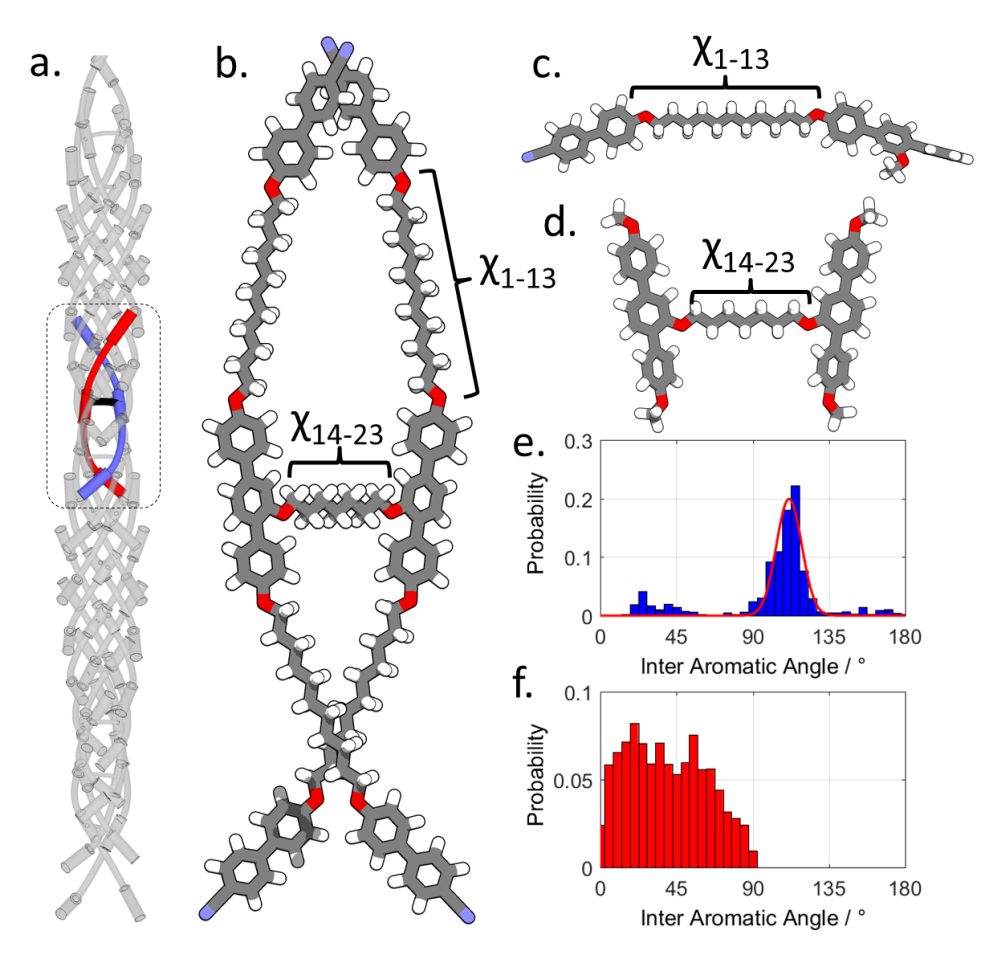 a.
b.
c.
χ1-13
d.
χ14-23
χ1-13
χ14-23
e.
0.3
0.2
0.1
0
Probability
0 45 90 135 180
Inter Aromatic Angle / °
f.
0.1
0.05
0
Probability
0 45 90 135 180
Inter Aromatic Angle / °